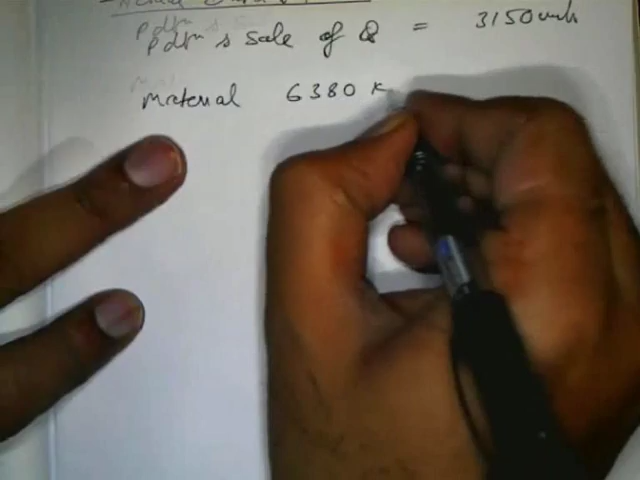 pdn s sale of Q = 3150 units
material 6380 K